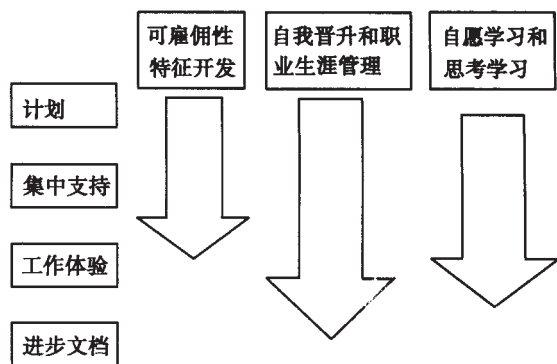 可雇佣性
特征开发
自我晋升和职
业生涯管理
自愿学习和
思考学习
计划
集中支持
工作体验
进步文档